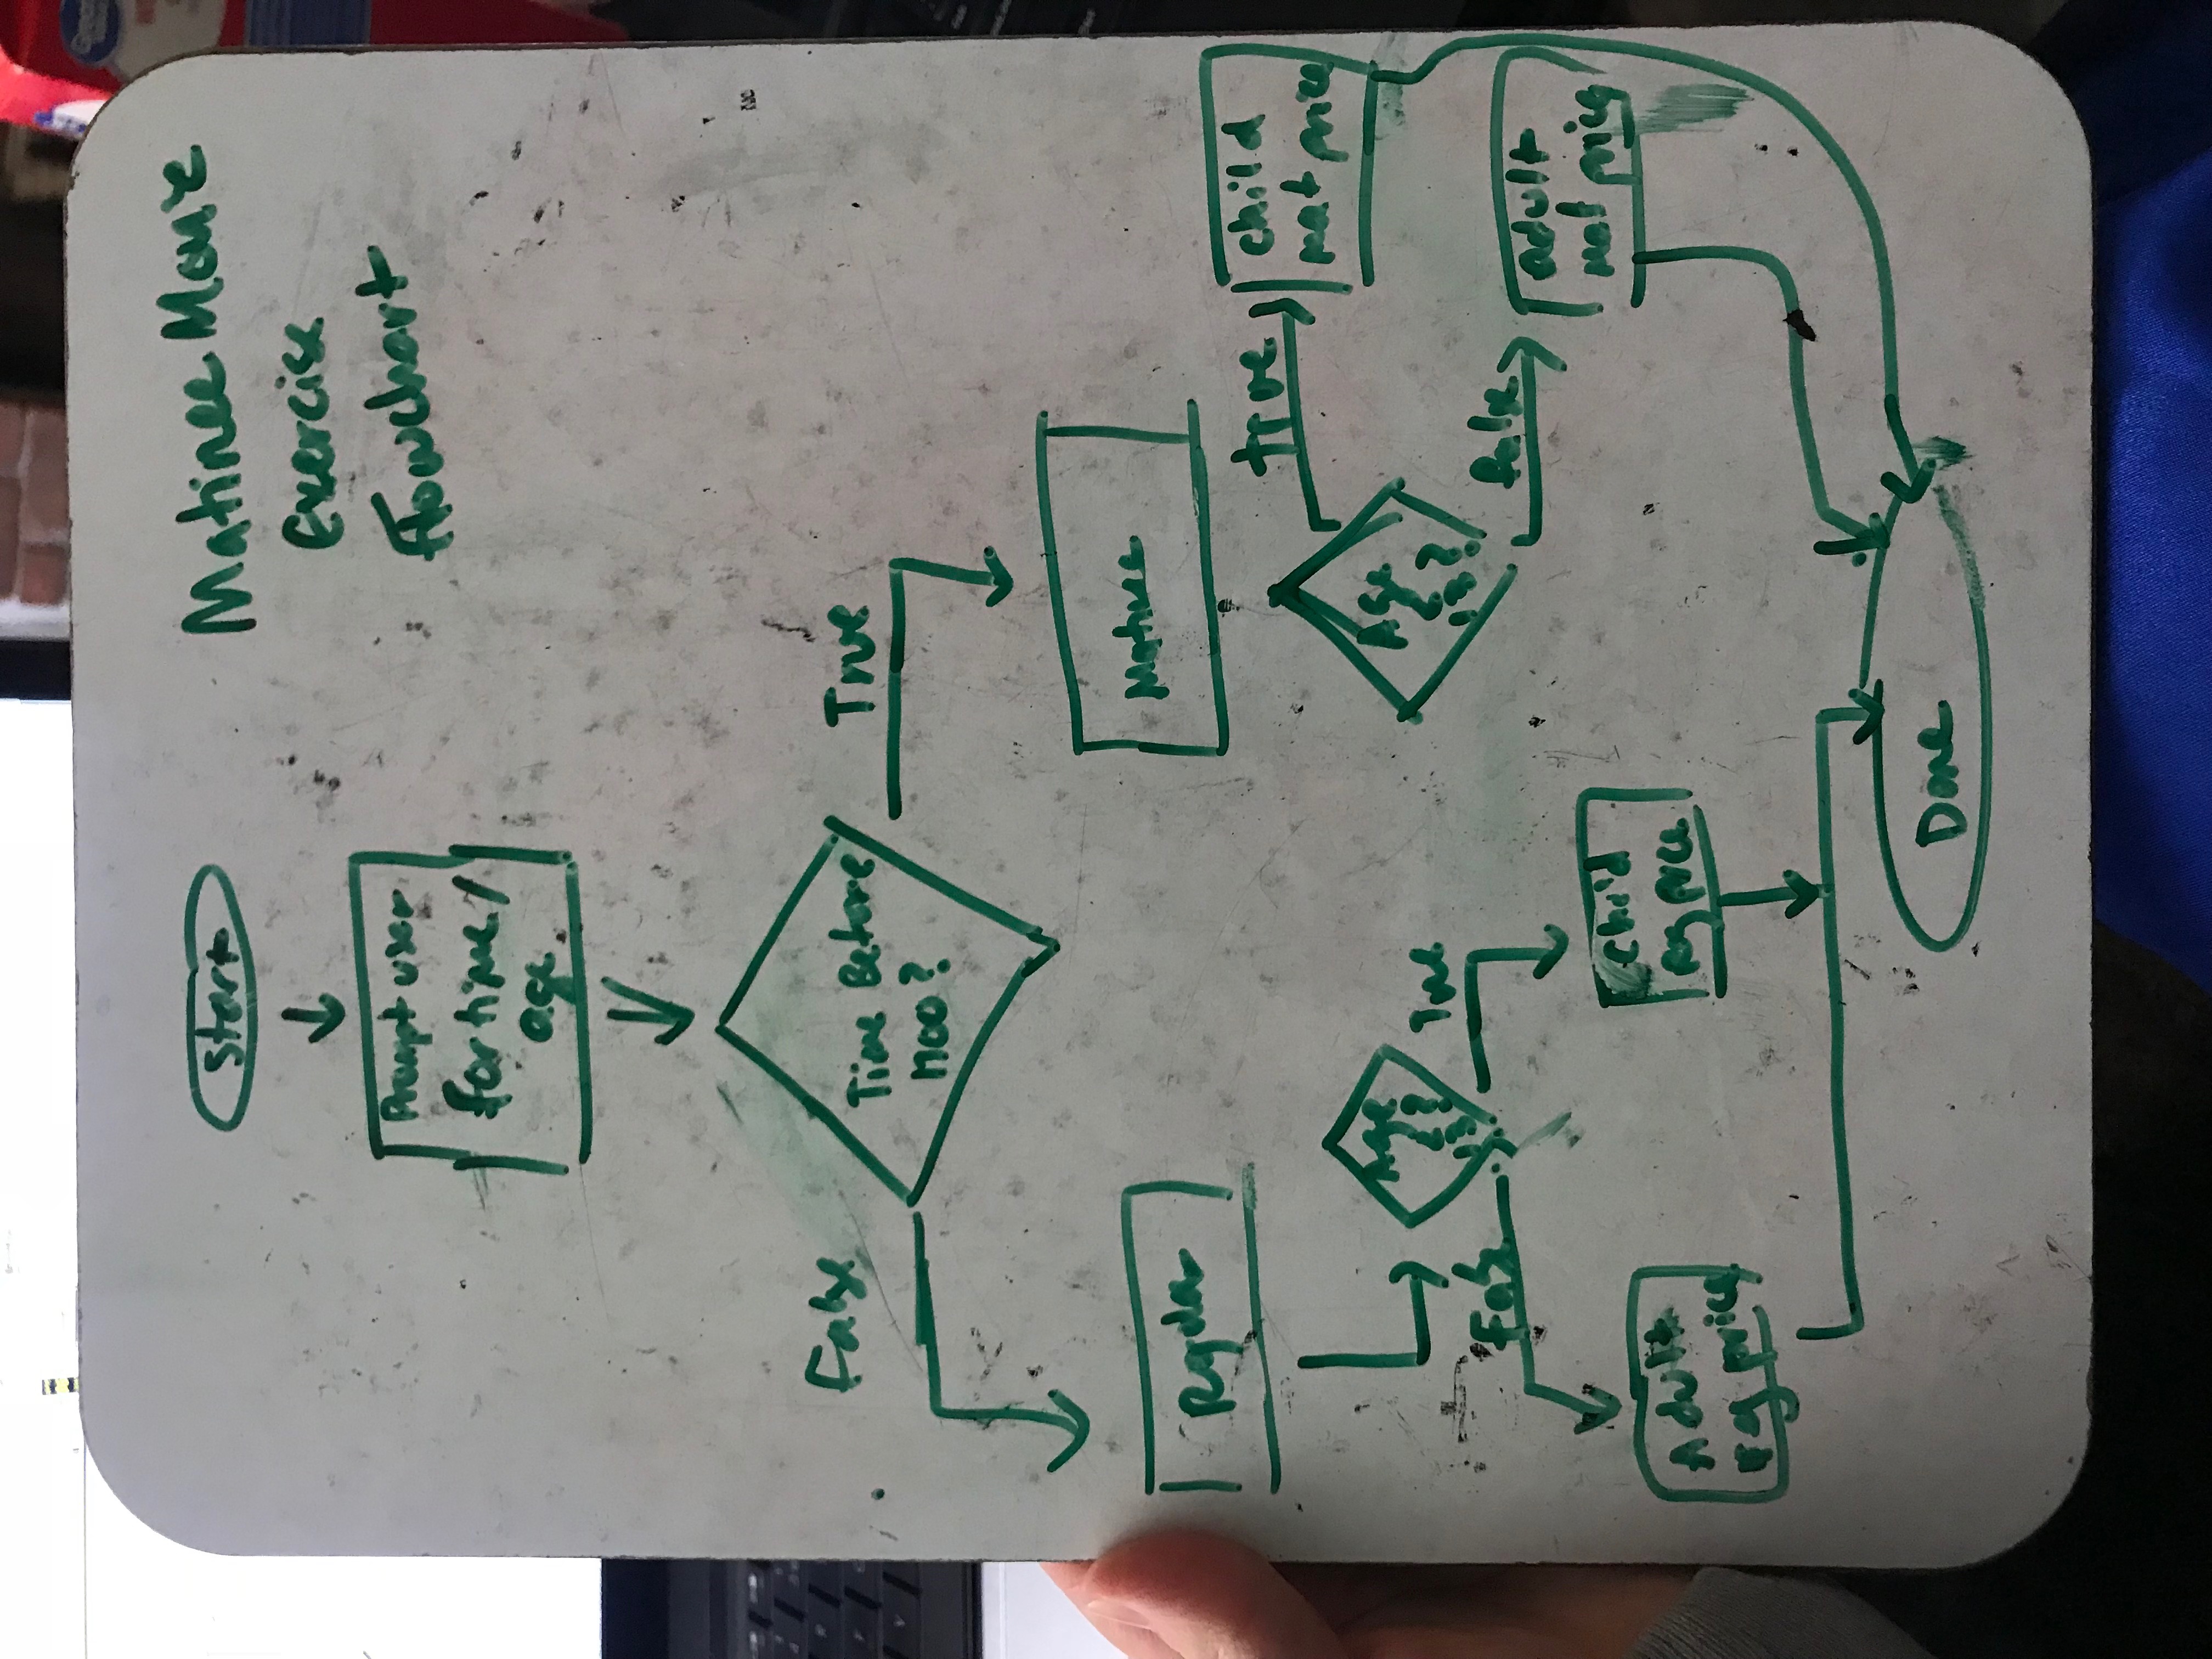 Start
Matinee Movie
Exercise
Flowchart
Prompt user
for time/
age
False
Time Before
1700?
True
Regular
Matinee
true
child
mat price
Age
<?
13?
True
False
Age
<
13?
false
adult
mat price
Adult
reg price
Child
reg price
Done